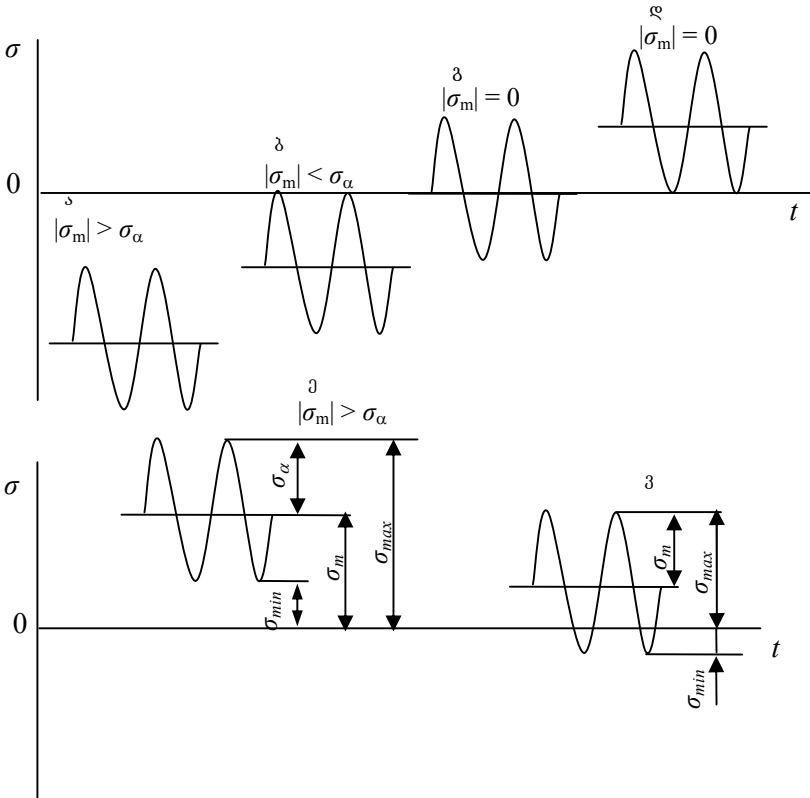 σ
0
t
ა
|σm| > σα
ბ
|σm| < σα
გ
|σm| = 0
დ
|σm| = 0
ე
|σm| > σα
σ
0
t
σα
σm
σmax
σmin
ვ
σm
σmax
σmin